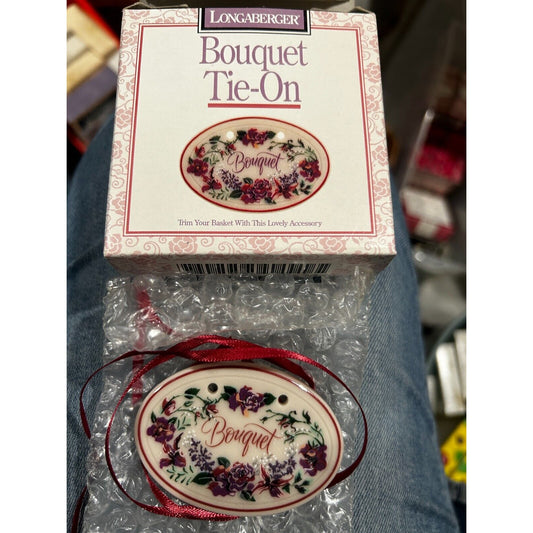 LONGABERGER®
Bouquet
Tie-On
Bouquet
Trim Your Basket With This Lovely Accessory
Bouquet